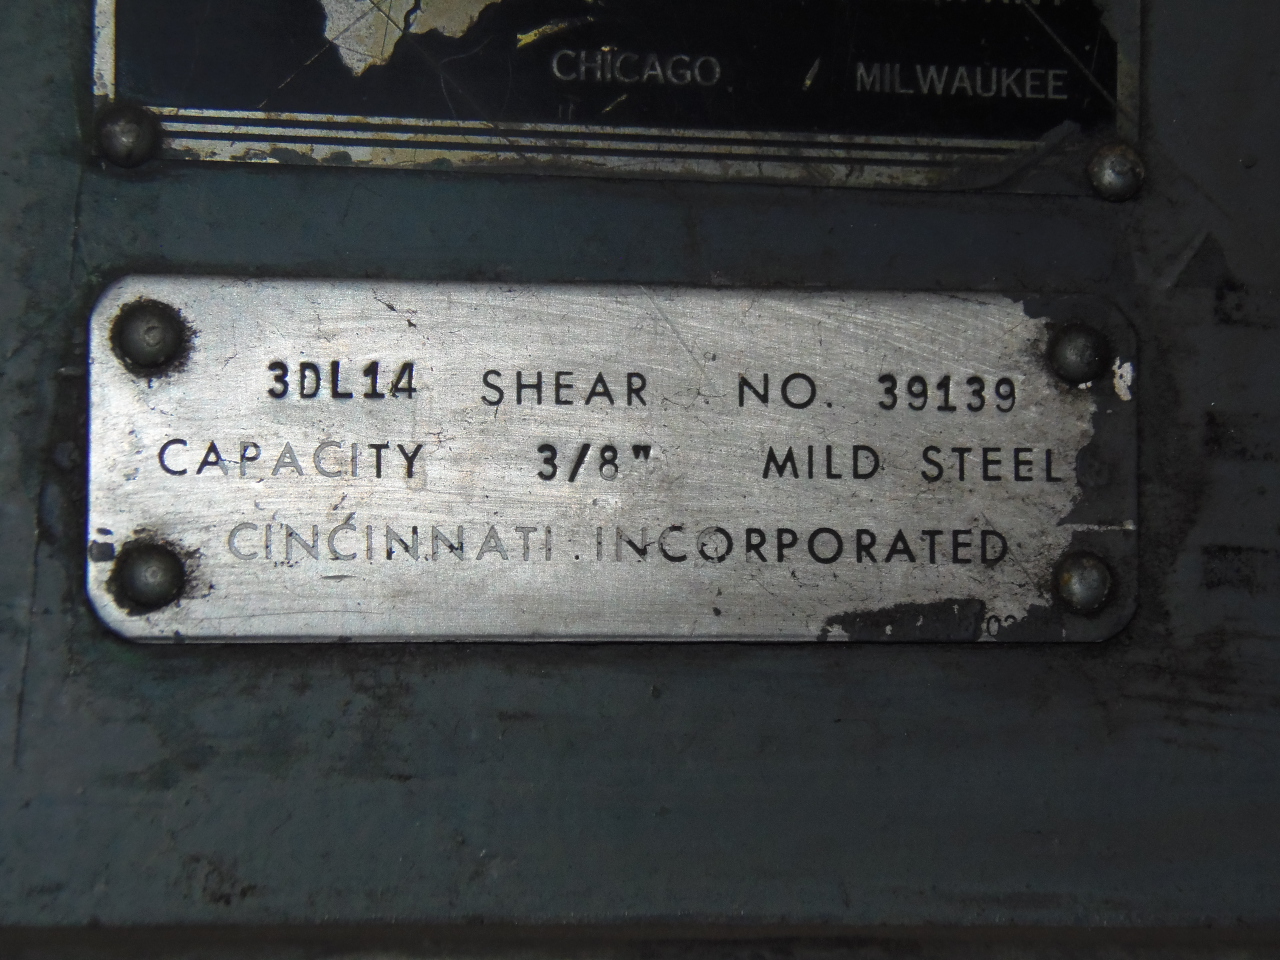 CHICAGO MILWAUKEE
3DL14 SHEAR NO. 39139
CAPACITY 3/8" MILD STEEL
CINCINNATI INCORPORATED